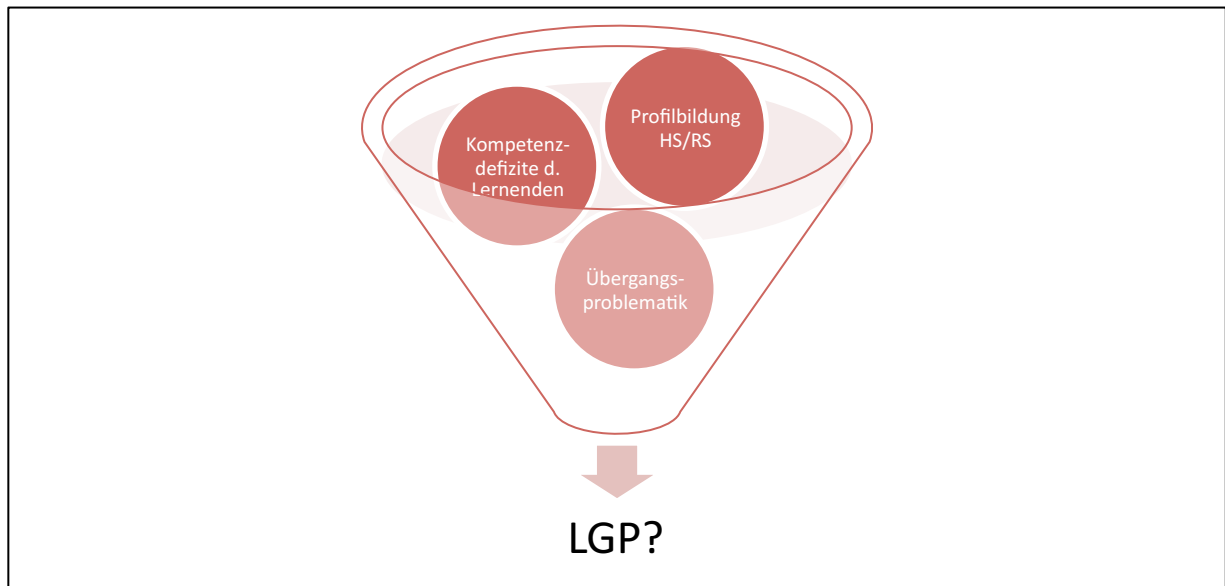 Profilbildung
HS/RS
Kompetenz-
defizite d.
Lernenden
Übergangs-
problematik
LGP?